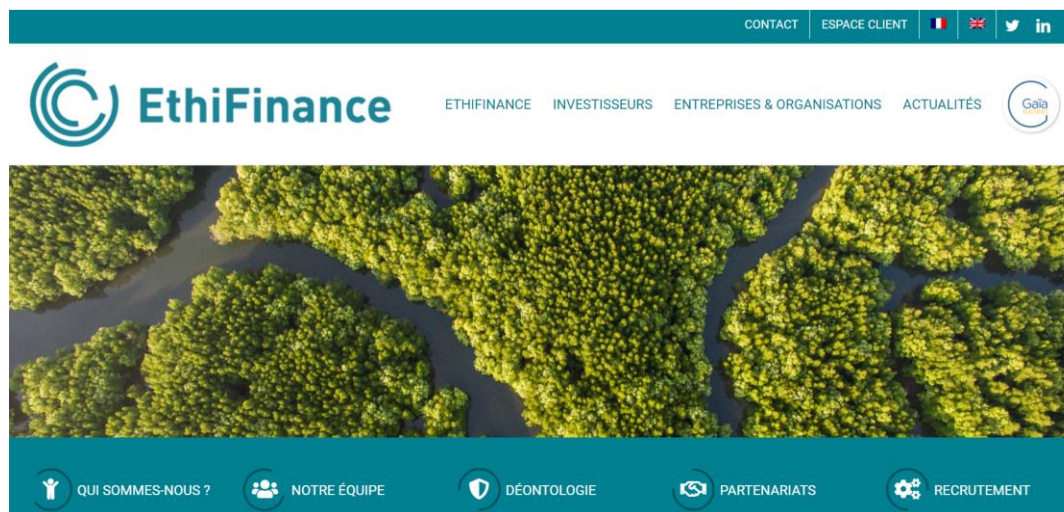 CONTACT ESPACE CLIENT
EthiFinance
ETHIFINANCE INVESTISSEURS ENTREPRISES & ORGANISATIONS ACTUALITÉS
Gaïa
QUI SOMMES-NOUS ? NOTRE ÉQUIPE DÉONTOLOGIE PARTENARIATS RECRUTEMENT